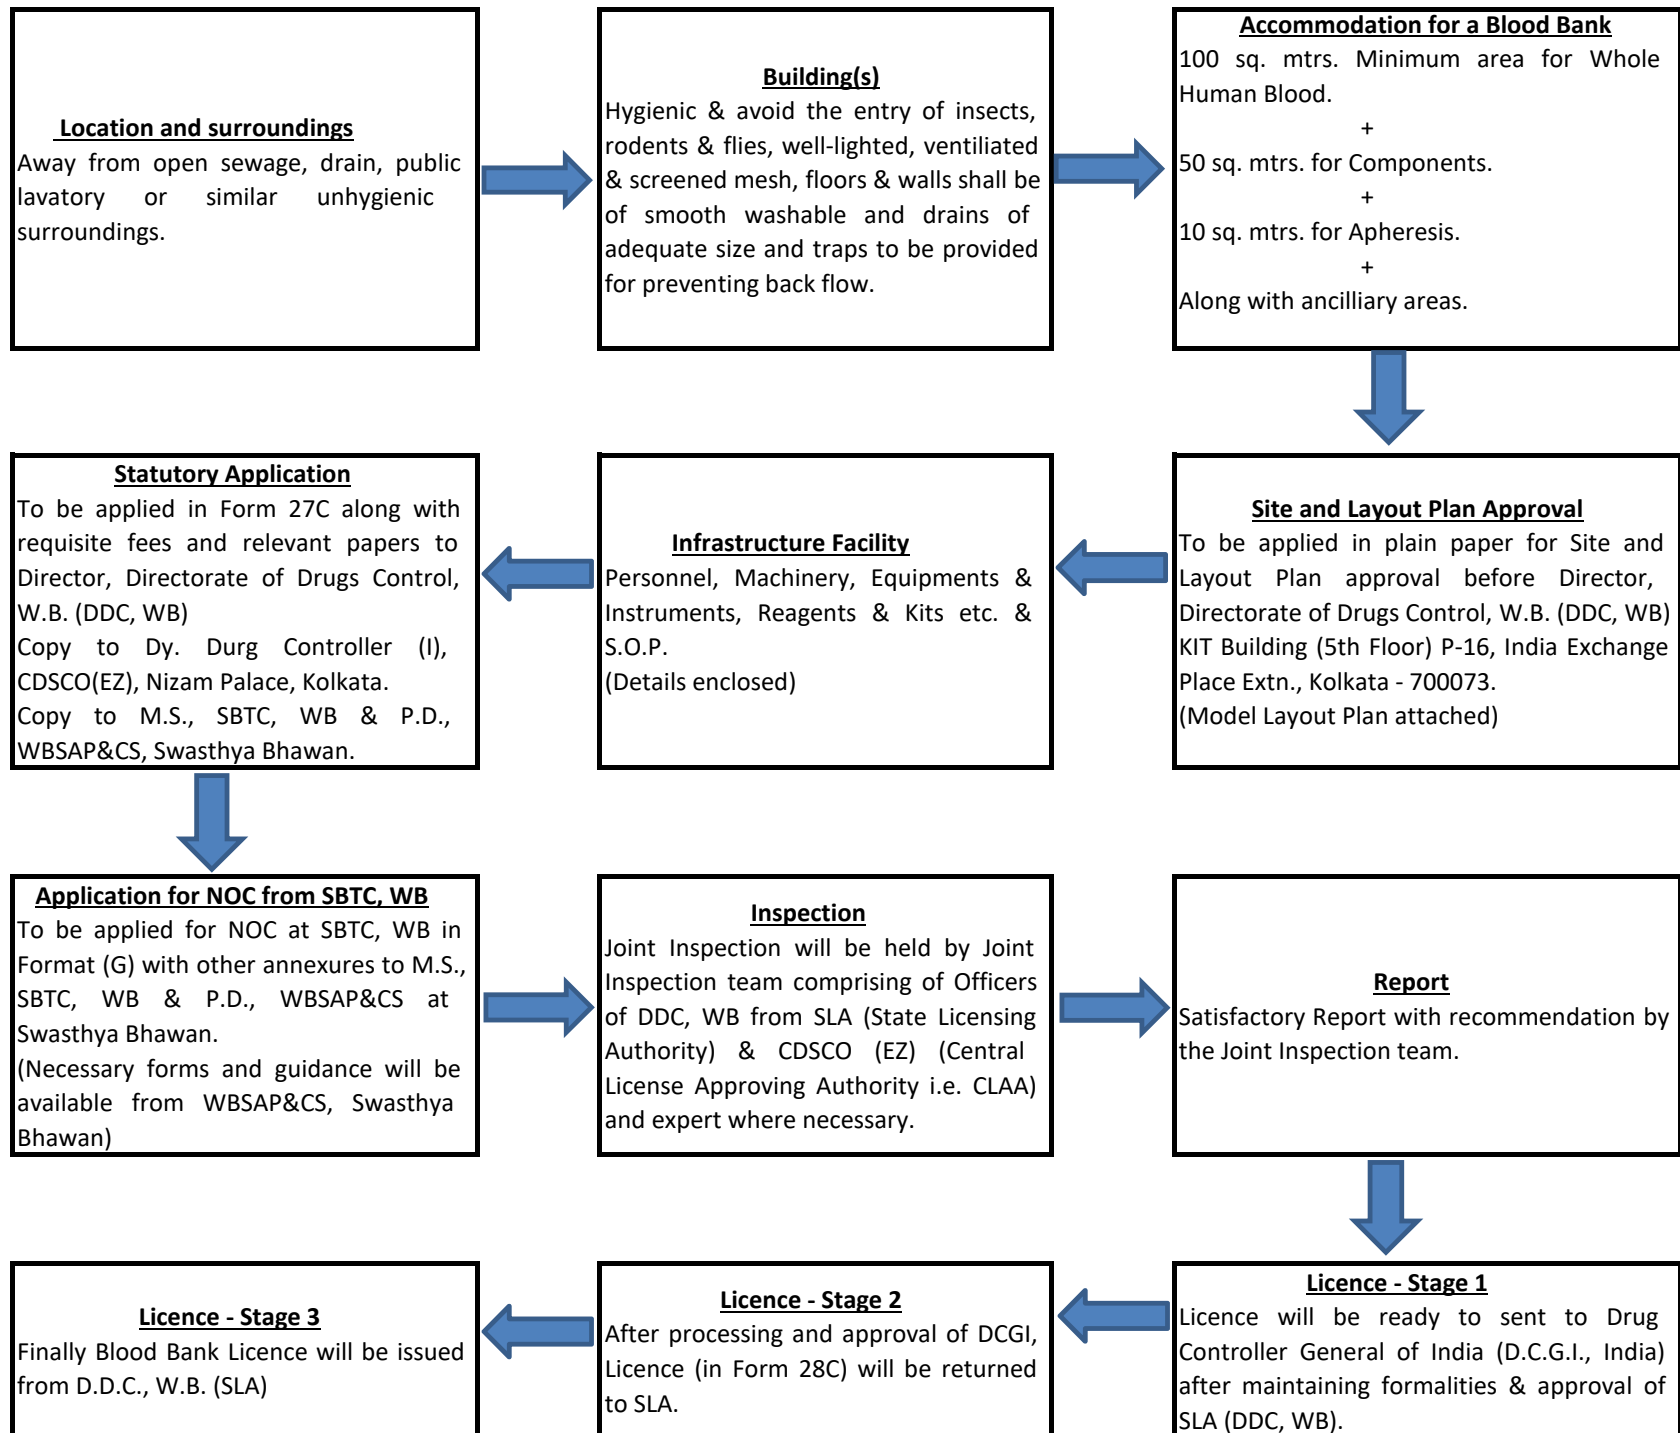 Location and surroundings
Away from open sewage, drain, public
lavatory or similar unhygienic
surroundings.
Building(s)
Hygienic & avoid the entry of insects,
rodents & flies, well-lighted, ventiliated
& screened mesh, floors & walls shall be
of smooth washable and drains of
adequate size and traps to be provided
for preventing back flow.
Accommodation for a Blood Bank
100 sq. mtrs. Minimum area for Whole
Human Blood.
+
50 sq. mtrs. for Components.
+
10 sq. mtrs. for Apheresis.
+
Along with ancilliary areas.
Site and Layout Plan Approval
To be applied in plain paper for Site and
Layout Plan approval before Director,
Directorate of Drugs Control, W.B. (DDC, WB)
KIT Building (5th Floor) P-16, India Exchange
Place Extn., Kolkata - 700073.
(Model Layout Plan attached)
Infrastructure Facility
Personnel, Machinery, Equipments &
Instruments, Reagents & Kits etc. &
S.O.P.
(Details enclosed)
Statutory Application
To be applied in Form 27C along with
requisite fees and relevant papers to
Director, Directorate of Drugs Control,
W.B. (DDC, WB)
Copy to Dy. Durg Controller (I),
CDSCO(EZ), Nizam Palace, Kolkata.
Copy to M.S., SBTC, WB & P.D.,
WBSAP&CS, Swasthya Bhawan.
Application for NOC from SBTC, WB
To be applied for NOC at SBTC, WB in
Format (G) with other annexures to M.S.,
SBTC, WB & P.D., WBSAP&CS at
Swasthya Bhawan.
(Necessary forms and guidance will be
available from WBSAP&CS, Swasthya
Bhawan)
Inspection
Joint Inspection will be held by Joint
Inspection team comprising of Officers
of DDC, WB from SLA (State Licensing
Authority) & CDSCO (EZ) (Central
License Approving Authority i.e. CLAA)
and expert where necessary.
Report
Satisfactory Report with recommendation by
the Joint Inspection team.
Licence - Stage 1
Licence will be ready to sent to Drug
Controller General of India (D.C.G.I., India)
after maintaining formalities & approval of
SLA (DDC, WB).
Licence - Stage 2
After processing and approval of DCGI,
Licence (in Form 28C) will be returned
to SLA.
Licence - Stage 3
Finally Blood Bank Licence will be issued
from D.D.C., W.B. (SLA)